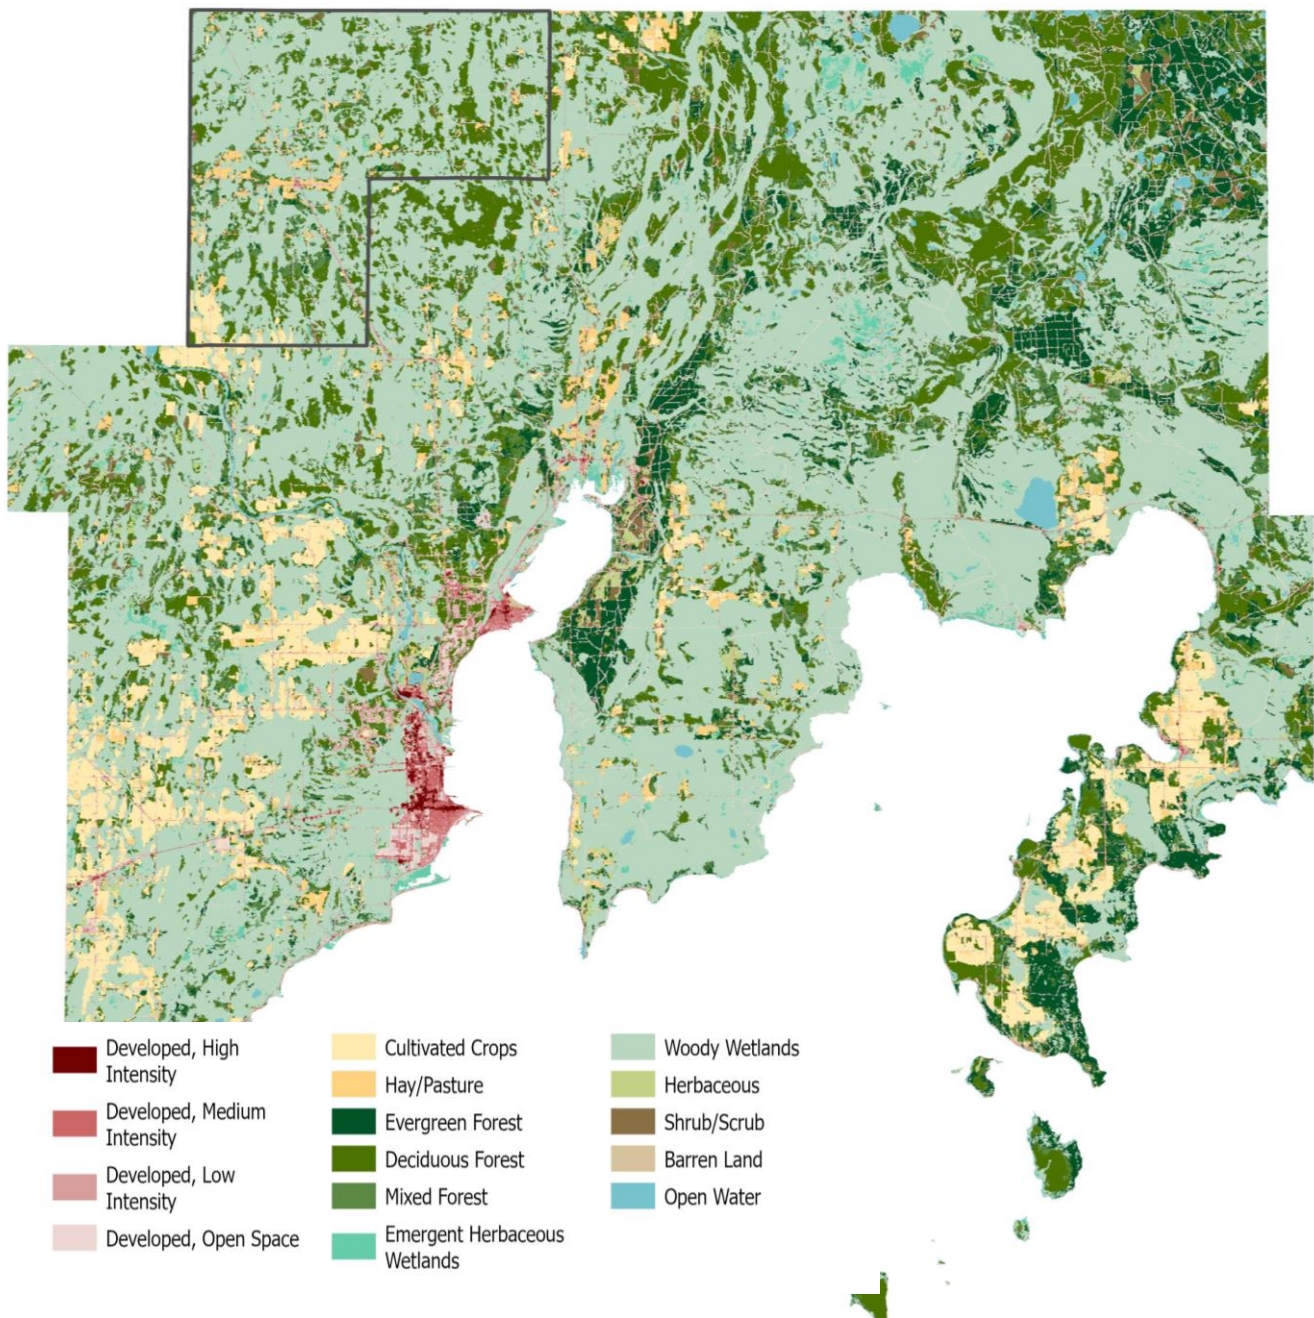 Developed, High
Intensity
Developed, Medium
Intensity
Developed, Low
Intensity
Developed, Open Space
Cultivated Crops
Hay/Pasture
Evergreen Forest
Deciduous Forest
Mixed Forest
Emergent Herbaceous
Wetlands
Woody Wetlands
Herbaceous
Shrub/Scrub
Barren Land
Open Water